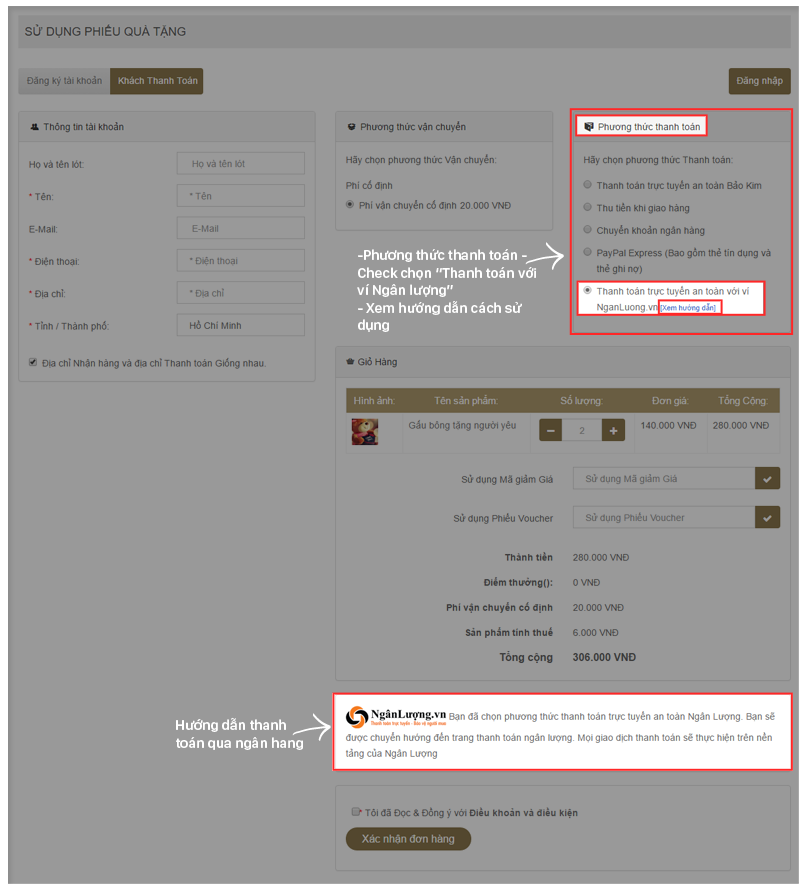 SỬ DỤNG PHIẾU QUÀ TẶNG
Đăng ký tài khoản
Khách Thanh Toán
Đăng nhập
Thông tin tài khoản
Họ và tên lót:
Họ và tên lót
* Tên:
* Tên
E-Mail:
E-Mail
* Điện thoại:
* Điện thoại
* Địa chỉ:
* Địa chỉ
* Tỉnh / Thành phố:
Hồ Chí Minh
Địa chỉ Nhận hàng và địa chỉ Thanh toán Giống nhau.
Phương thức vận chuyển
Hãy chọn phương thức Vận chuyển:
Phí cố định
Phí vận chuyển cố định 20.000 VNĐ
Phương thức thanh toán
Hãy chọn phương thức Thanh toán:
Thanh toán trực tuyến an toàn Bảo Kim
Thu tiền khi giao hàng
Chuyển khoản ngân hàng
PayPal Express (Bao gồm thẻ tín dụng và
thẻ ghi nợ)
Thanh toán trực tuyến an toàn với ví
NganLuong.vn [Xem hướng dẫn]
-Phương thức thanh toán -
Check chọn "Thanh toán với
ví Ngân lượng"
- Xem hướng dẫn cách sử
dụng
Giỏ Hàng
Hình ảnh: Tên sản phẩm: Số lượng: Đơn giá: Tổng Cộng:
Gấu bông tặng người yêu 2 140.000 VNĐ 280.000 VNĐ
Sử dụng Mã giảm Giá Sử dụng Mã giảm Giá
Sử dụng Phiếu Voucher Sử dụng Phiếu Voucher
Thành tiền 280.000 VNĐ
Điểm thưởng(): 0 VNĐ
Phí vận chuyển cố định 20.000 VNĐ
Sản phẩm tính thuế 6.000 VNĐ
Tổng cộng 306.000 VNĐ
Hướng dẫn thanh
toán qua ngân hang
NgânLượng.vn
Thanh toán trực tuyến - Bảo vệ người mua
Bạn đã chọn phương thức thanh toán trực tuyến an toàn Ngân Lượng. Bạn sẽ
được chuyển hướng đến trang thanh toán ngân lượng. Mọi giao dịch thanh toán sẽ thực hiện trên nền
tảng của Ngân Lượng
* Tôi đã Đọc & Đồng ý với Điều khoản và điều kiện
Xác nhận đơn hàng